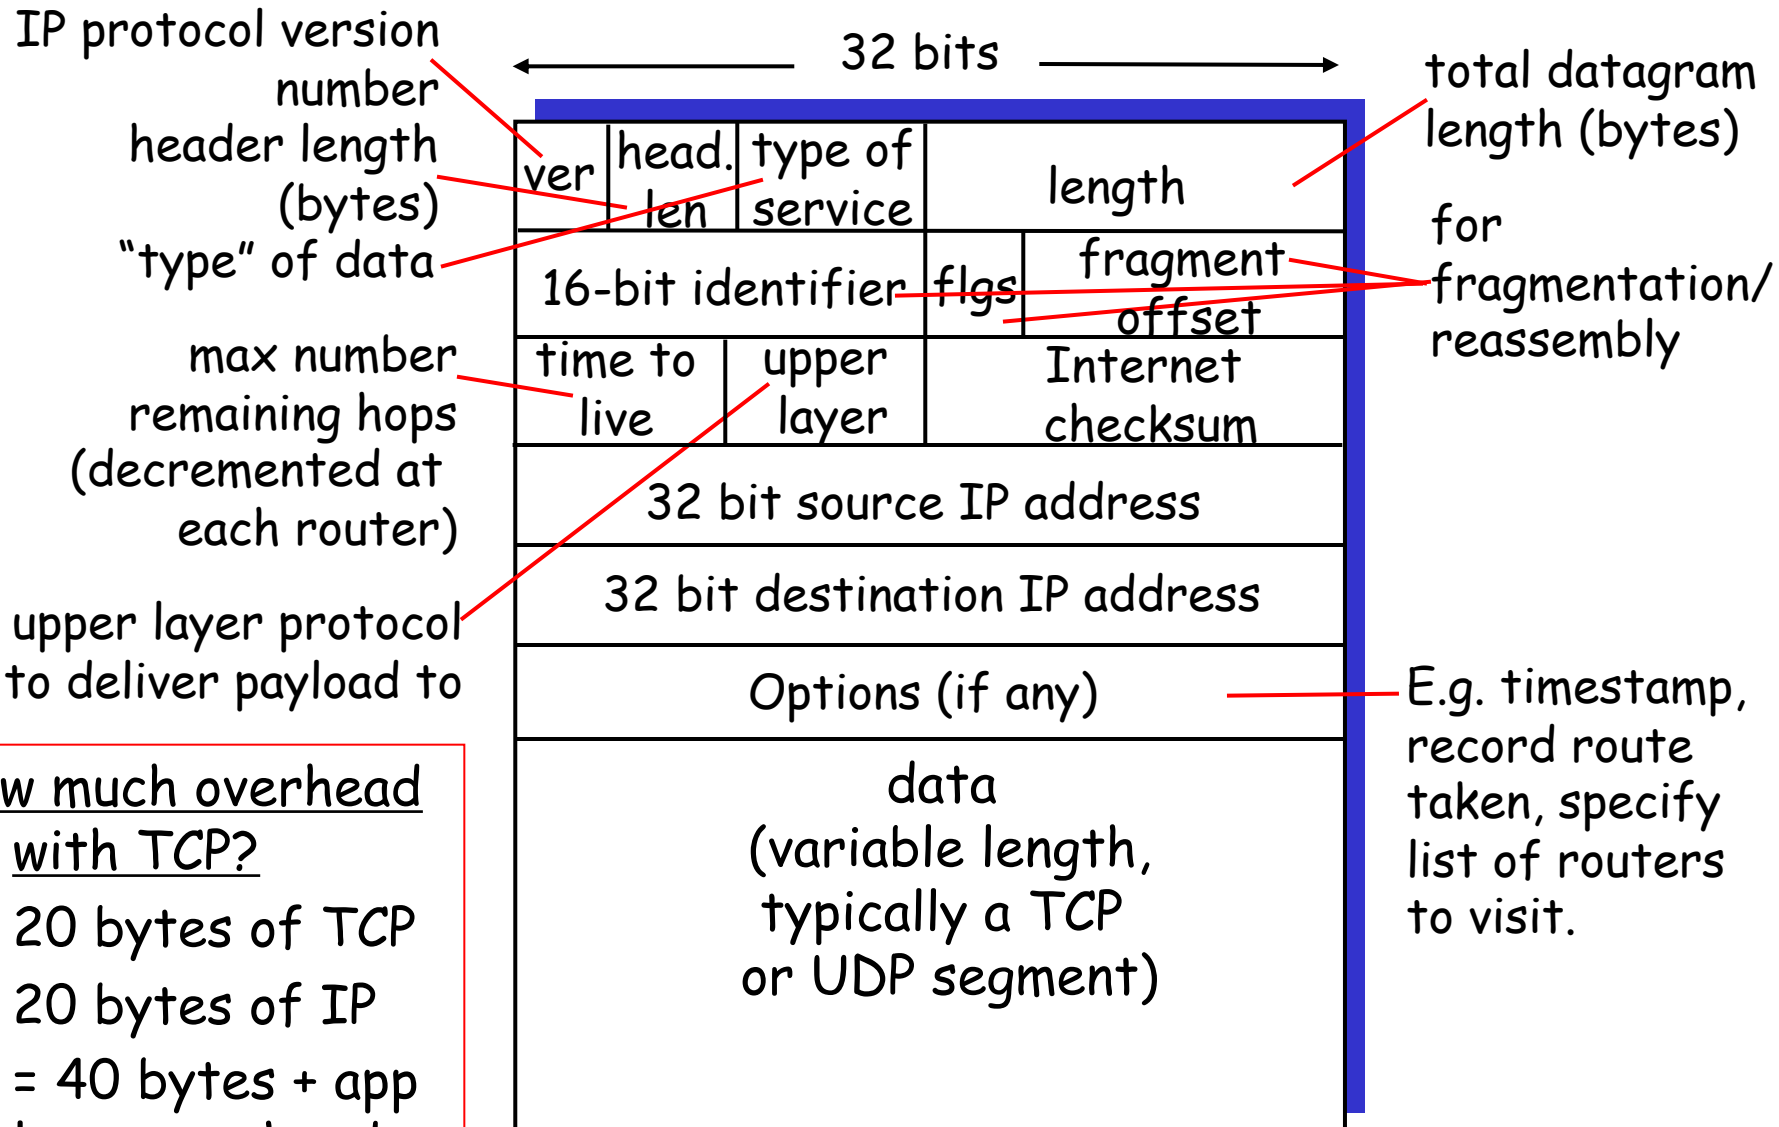 IP protocol version
number
header length
(bytes)
“type” of data
max number
remaining hops
(decremented at
each router)
upper layer protocol
to deliver payload to
w much overhead
with TCP?
20 bytes of TCP
20 bytes of IP
= 40 bytes + app
32 bits
ver
head.
len
type of
service
length
16-bit identifier
flgs
fragment
offset
time to
live
upper
layer
Internet
checksum
32 bit source IP address
32 bit destination IP address
Options (if any)
data
(variable length,
typically a TCP
or UDP segment)
total datagram
length (bytes)
for
fragmentation/
reassembly
E.g. timestamp,
record route
taken, specify
list of routers
to visit.